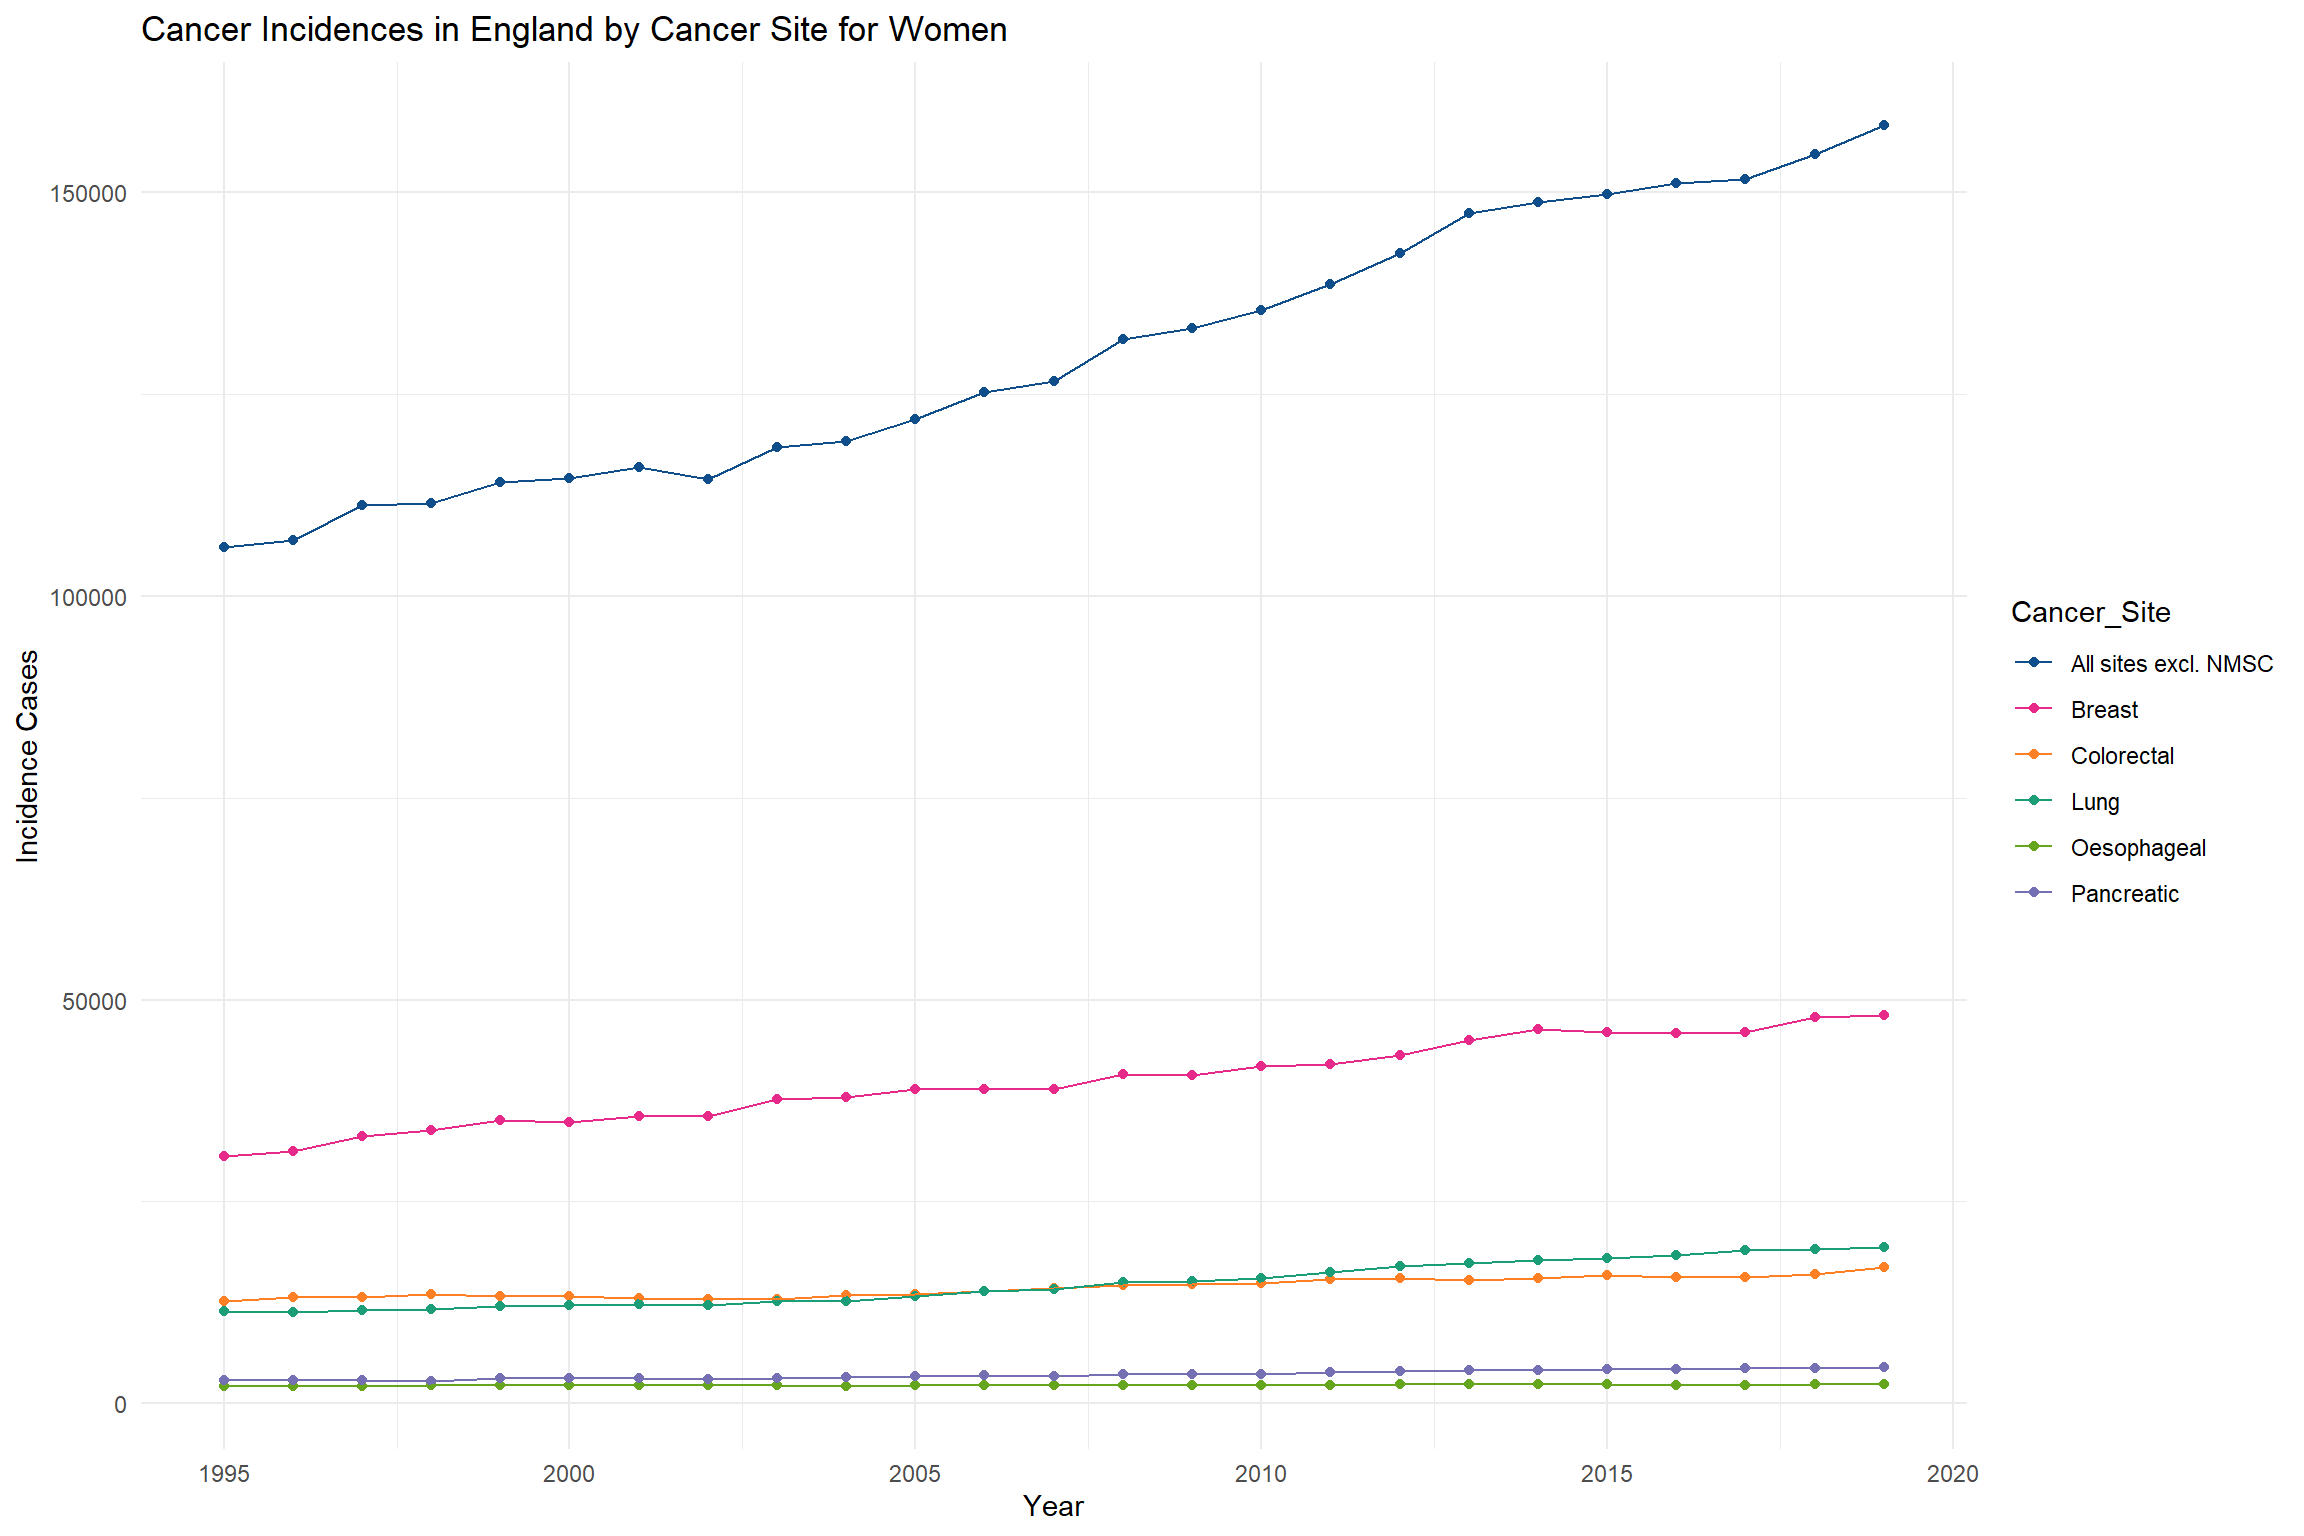 Cancer Incidences in England by Cancer Site for Women
150000
100000
50000
0
Incidence Cases
1995
2000
2005
2010
2015
2020
Year
Cancer_Site
All sites excl. NMSC
Breast
Colorectal
Lung
Oesophageal
Pancreatic